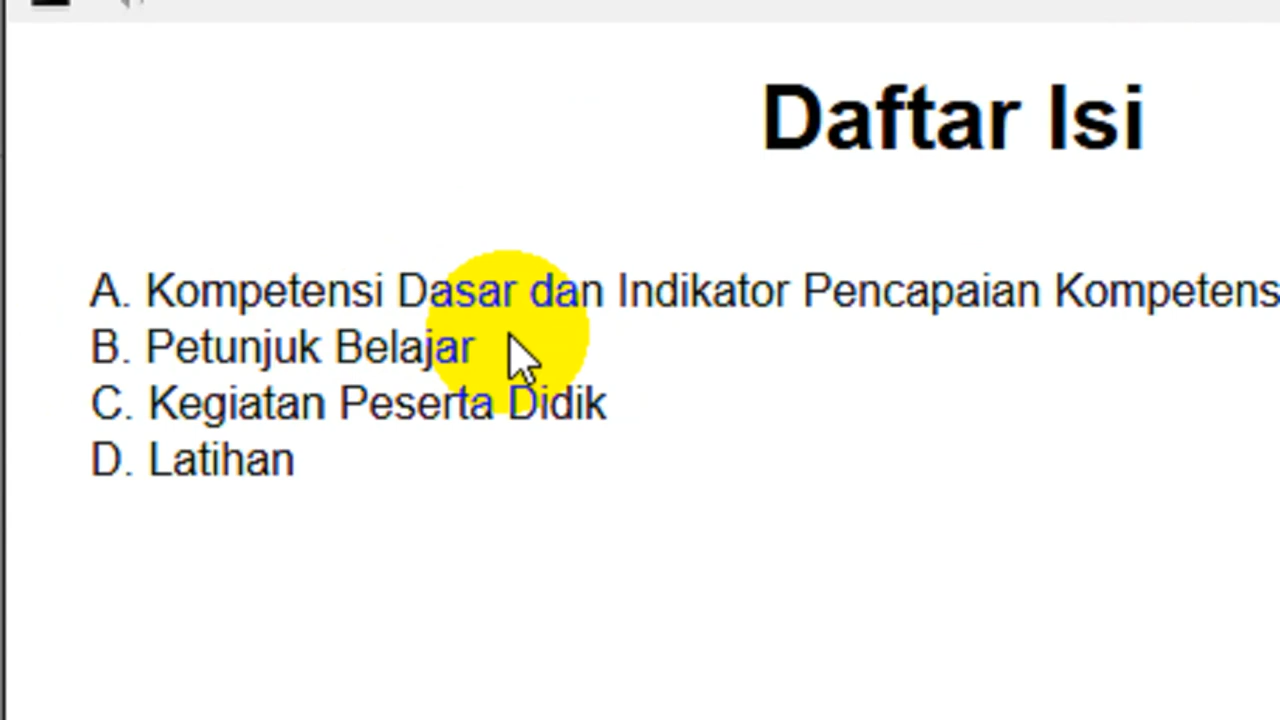 Daftar Isi
A. Kompetensi Dasar dan Indikator Pencapaian Kompetens
B. Petunjuk Belajar
C. Kegiatan Peserta Didik
D. Latihan